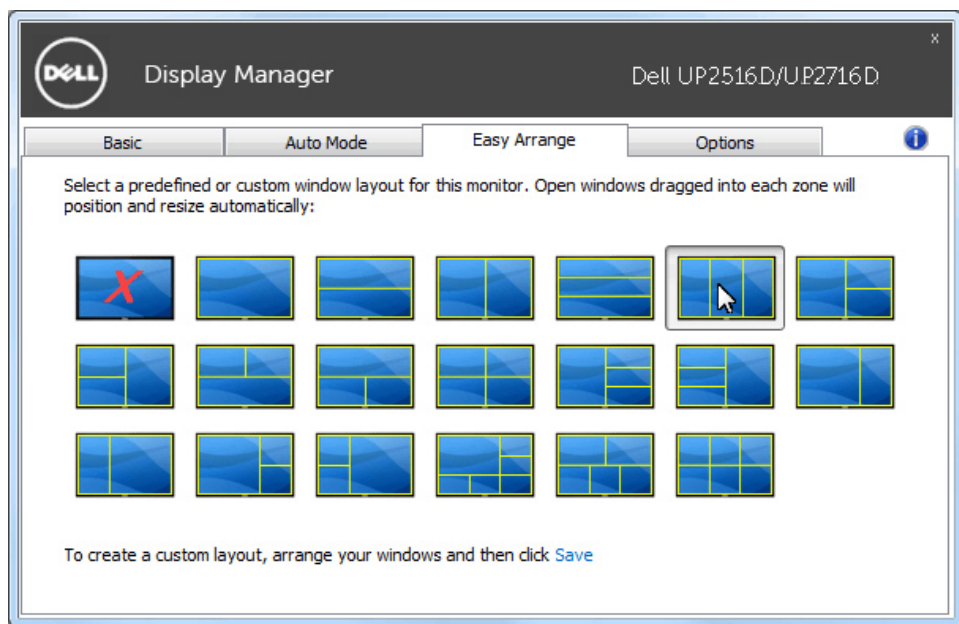 x
DELL
Display Manager
Dell UP2516D/UP2716D
Basic
Auto Mode
Easy Arrange
Options
i
Select a predefined or custom window layout for this monitor. Open windows dragged into each zone will
position and resize automatically:
X
To create a custom layout, arrange your windows and then click Save